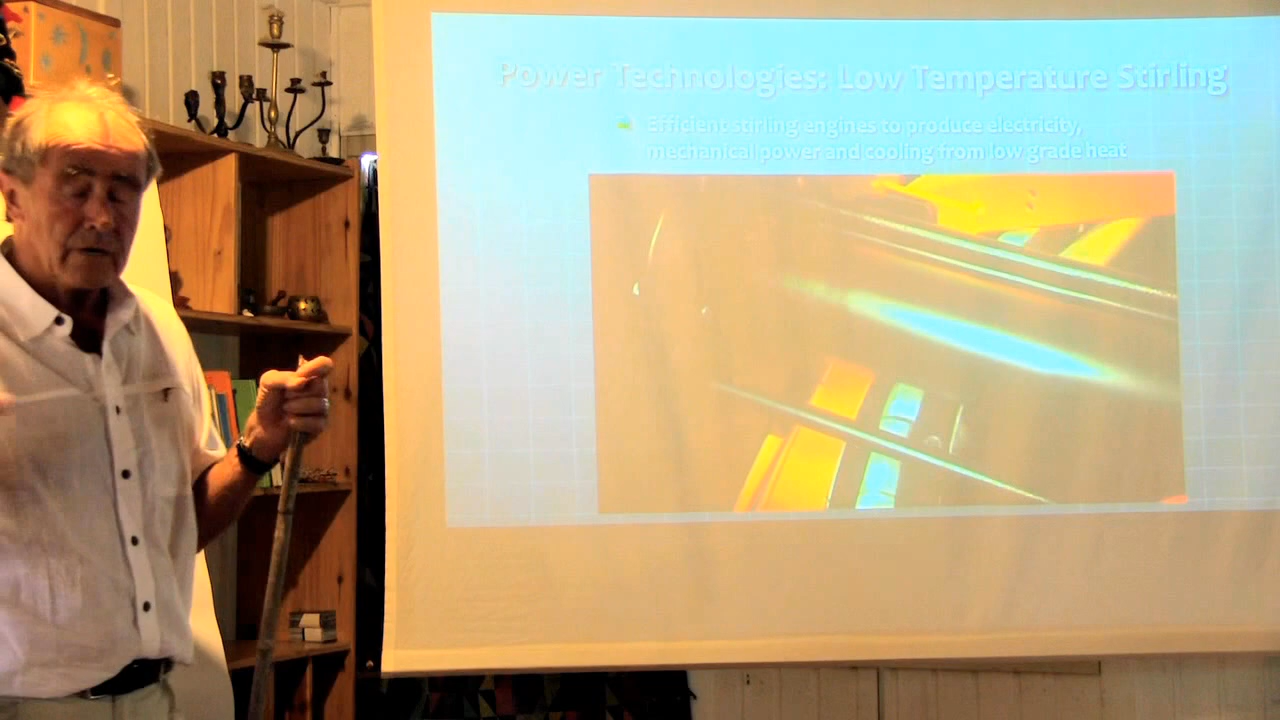 Power Technologies: Low Temperature Stirling
Efficient stirling engines to produce electricity,
mechanical power and cooling from low grade heat